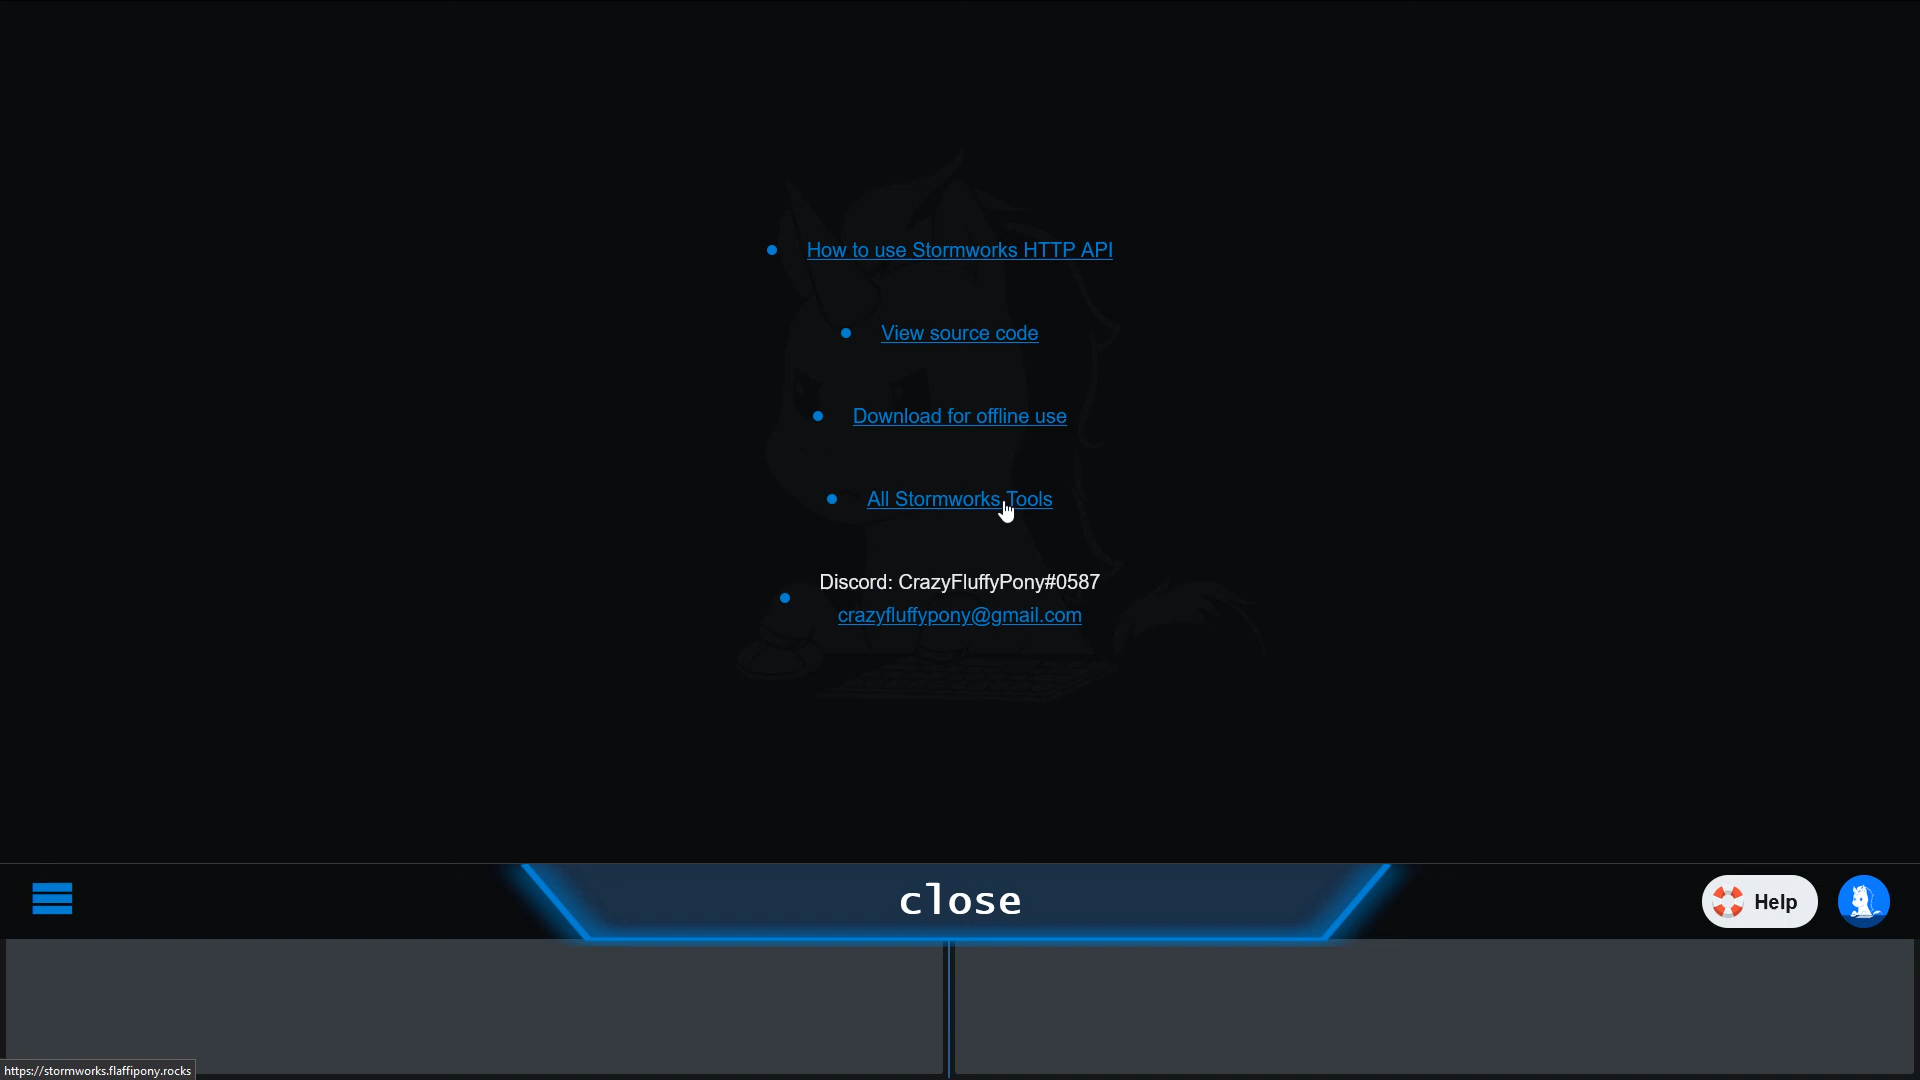 How to use Stormworks HTTP API
View source code
Download for offline use
All Stormworks Tools
Discord: CrazyFluffyPony#0587
crazyfluffypony@gmail.com
close
Help
https://stormworks.flaffipony.rocks